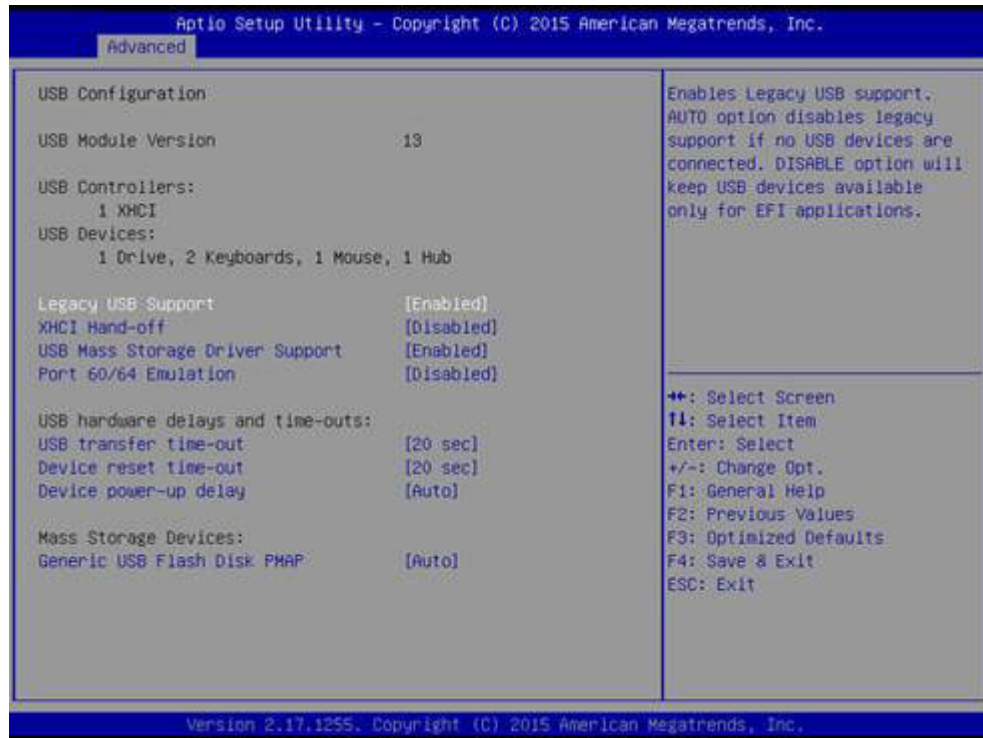 Aptio Setup Utility – Copyright (C) 2015 American Megatrends, Inc.
Advanced
USB Configuration
USB Module Version 13
USB Controllers:
1 XHCI
USB Devices:
1 Drive, 2 Keyboards, 1 Mouse, 1 Hub
Legacy USB Support [Enabled]
XHCI Hand-off [Disabled]
USB Mass Storage Driver Support [Enabled]
Port 60/64 Emulation [Disabled]
USB hardware delays and time-outs:
USB transfer time-out [20 sec]
Device reset time-out [20 sec]
Device power-up delay [Auto]
Mass Storage Devices:
Generic USB Flash Disk PMAP [Auto]
Enables Legacy USB support.
AUTO option disables legacy
support if no USB devices are
connected. DISABLE option will
keep USB devices available
only for EFI applications.
→←: Select Screen
↑↓: Select Item
Enter: Select
+/-: Change Opt.
F1: General Help
F2: Previous Values
F3: Optimized Defaults
F4: Save & Exit
ESC: Exit
Version 2.17.1255. Copyright (C) 2015 American Megatrends, Inc.